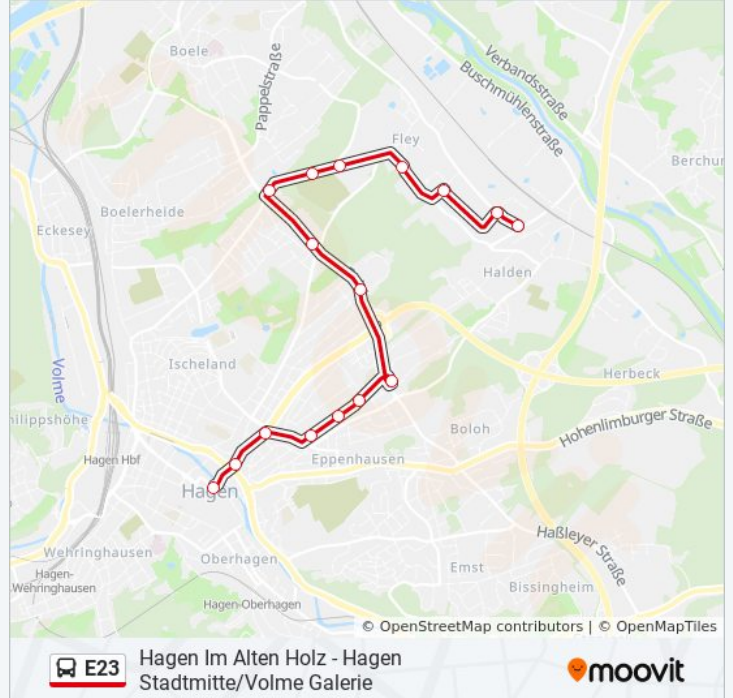 Boele
Pappelstraße
Verbandsstraße
Buschmühlenstraße
Fley
Berchur
Boelerheide
Eckesey
Halden
Volme
Ischeland
Herbeck
hilippshöhe
Boloh
Hohenlimburger Straße
Hagen Hbf
Eppenhausen
Hagen
Haßleyer Straße
Wehringhausen
Oberhagen
Emst
Hagen-
Wehringhausen
Bissingheim
Hagen-Oberhagen
© OpenStreetMap contributors | © OpenMapTiles
E23
Hagen Im Alten Holz - Hagen
Stadtmitte/Volme Galerie
moovit